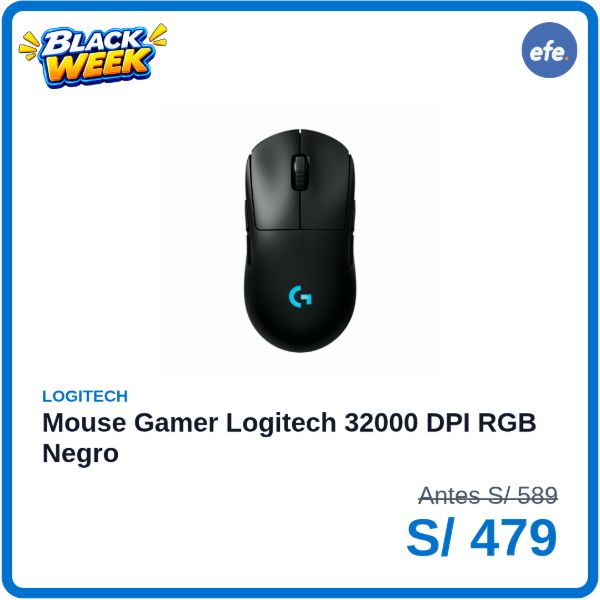 BLACK
WEEK
efe.
LOGITECH
Mouse Gamer Logitech 32000 DPI RGB
Negro
Antes S/ 589
S/ 479